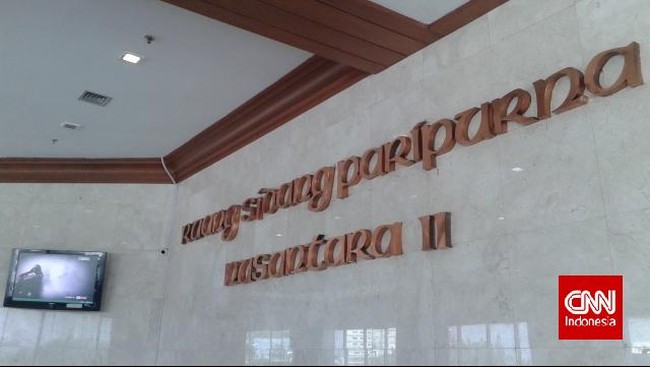 ruang sidang paripurna
nusantara II
CNN
Indonesia